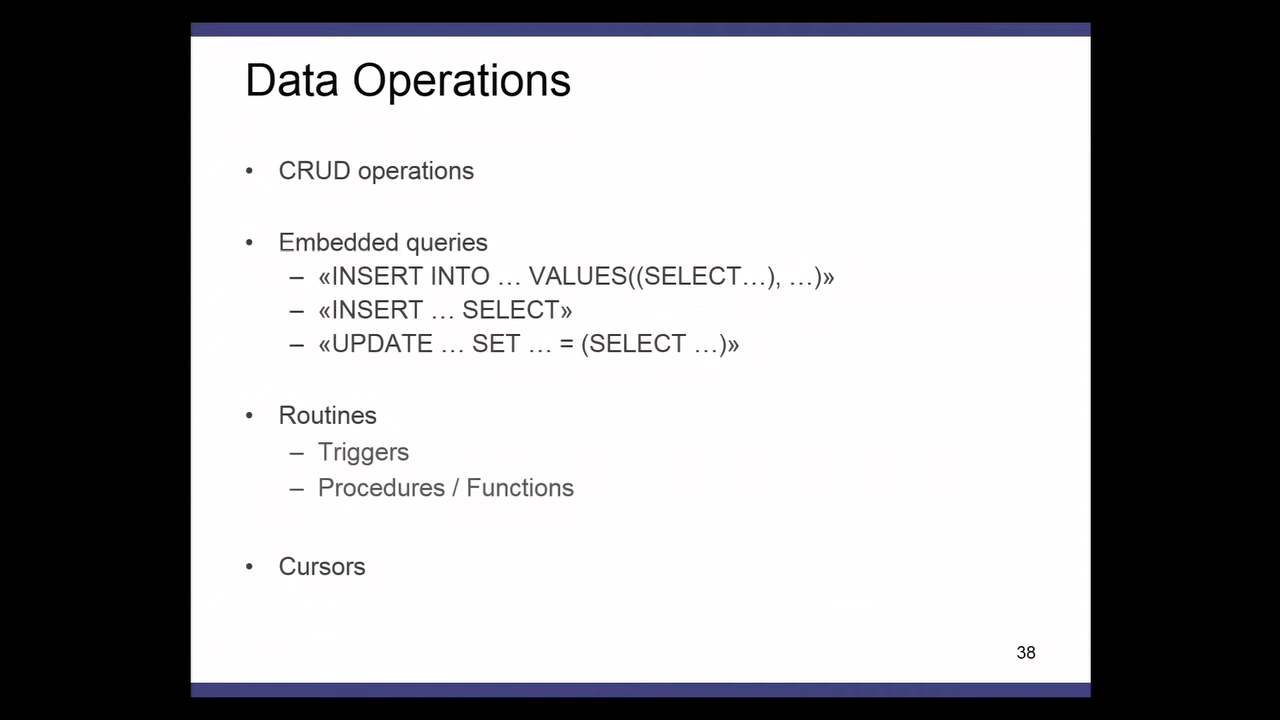 Data Operations
• CRUD operations
• Embedded queries
– «INSERT INTO … VALUES((SELECT…), …)»
– «INSERT … SELECT»
– «UPDATE … SET … = (SELECT …)»
• Routines
– Triggers
– Procedures / Functions
• Cursors
38